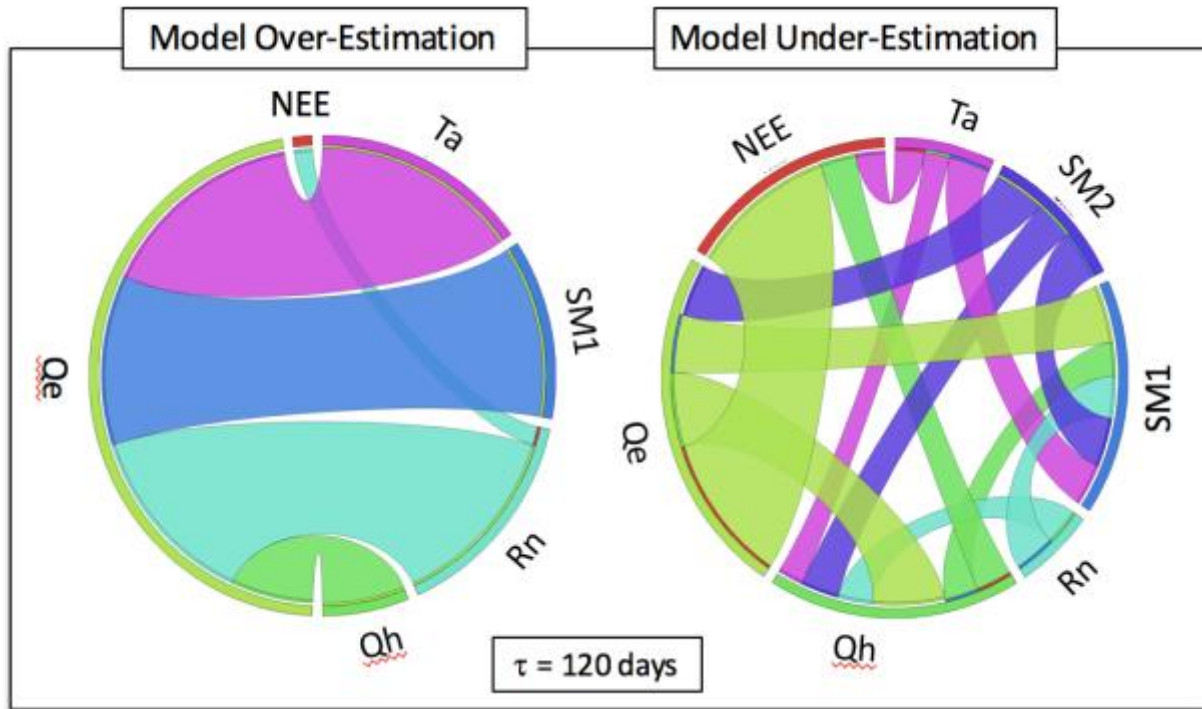 Model Over-Estimation
Model Under-Estimation
NEE
Ta
SM1
Rn
Qh
Qe
NEE
Ta
SM2
SM1
Rn
Qh
Qe
τ = 120 days